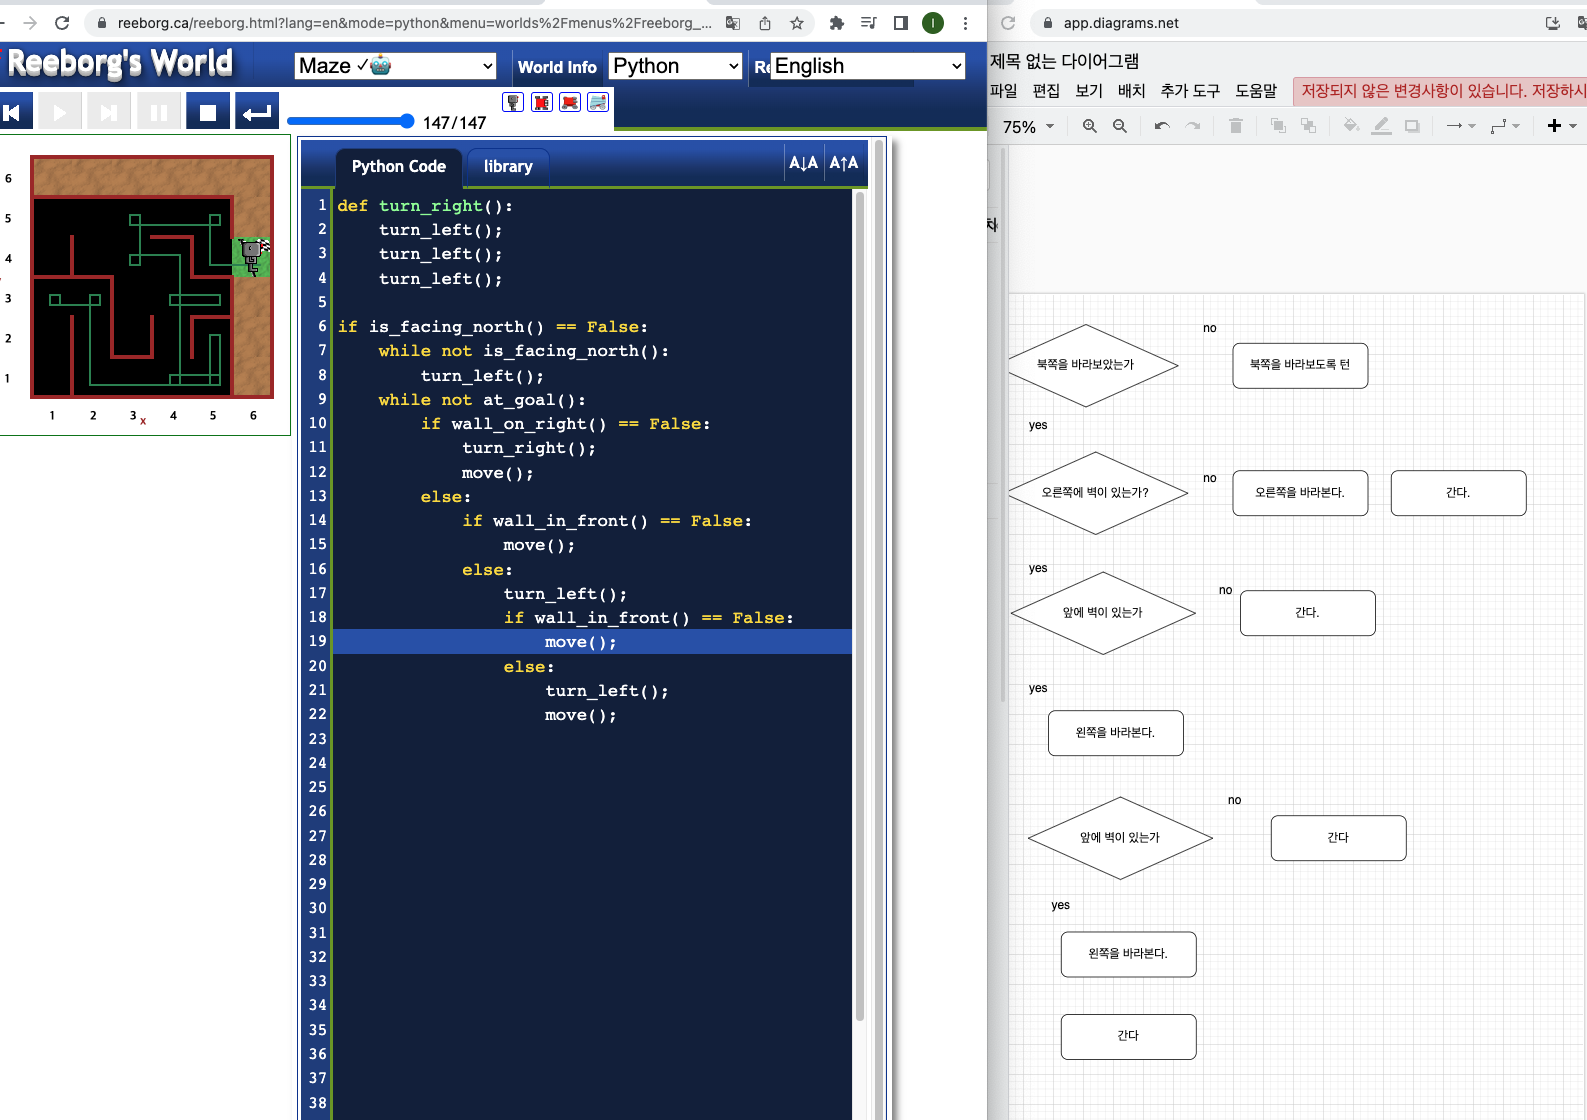 reeborg.ca/reeborg.html?lang=en&mode=python&menu=worlds%2Fmenus%2Freeborg_...
I
app.diagrams.net
Reeborg's World
Maze ✓🤖
World Info
Python
Re
English
147/147
Python Code
library
A↓A
A↑A
6
5
4
3
2
1
1 2 3 x 4 5 6
1 def turn_right():
2 turn_left();
3 turn_left();
4 turn_left();
5
6 if is_facing_north() == False:
7 while not is_facing_north():
8 turn_left();
9 while not at_goal():
10 if wall_on_right() == False:
11 turn_right();
12 move();
13 else:
14 if wall_in_front() == False:
15 move();
16 else:
17 turn_left();
18 if wall_in_front() == False:
19 move();
20 else:
21 turn_left();
22 move();
23
24
25
26
27
28
29
30
31
32
33
34
35
36
37
38
제목 없는 다이어그램
파일 편집 보기 배치 추가 도구 도움말
저장되지 않은 변경사항이 있습니다. 저장하시
75%
북쪽을 바라보았는가
no
북쪽을 바라보도록 턴
yes
오른쪽에 벽이 있는가?
no
오른쪽을 바라본다.
간다.
yes
앞에 벽이 있는가
no
간다.
yes
왼쪽을 바라본다.
앞에 벽이 있는가
no
간다
yes
왼쪽을 바라본다.
간다